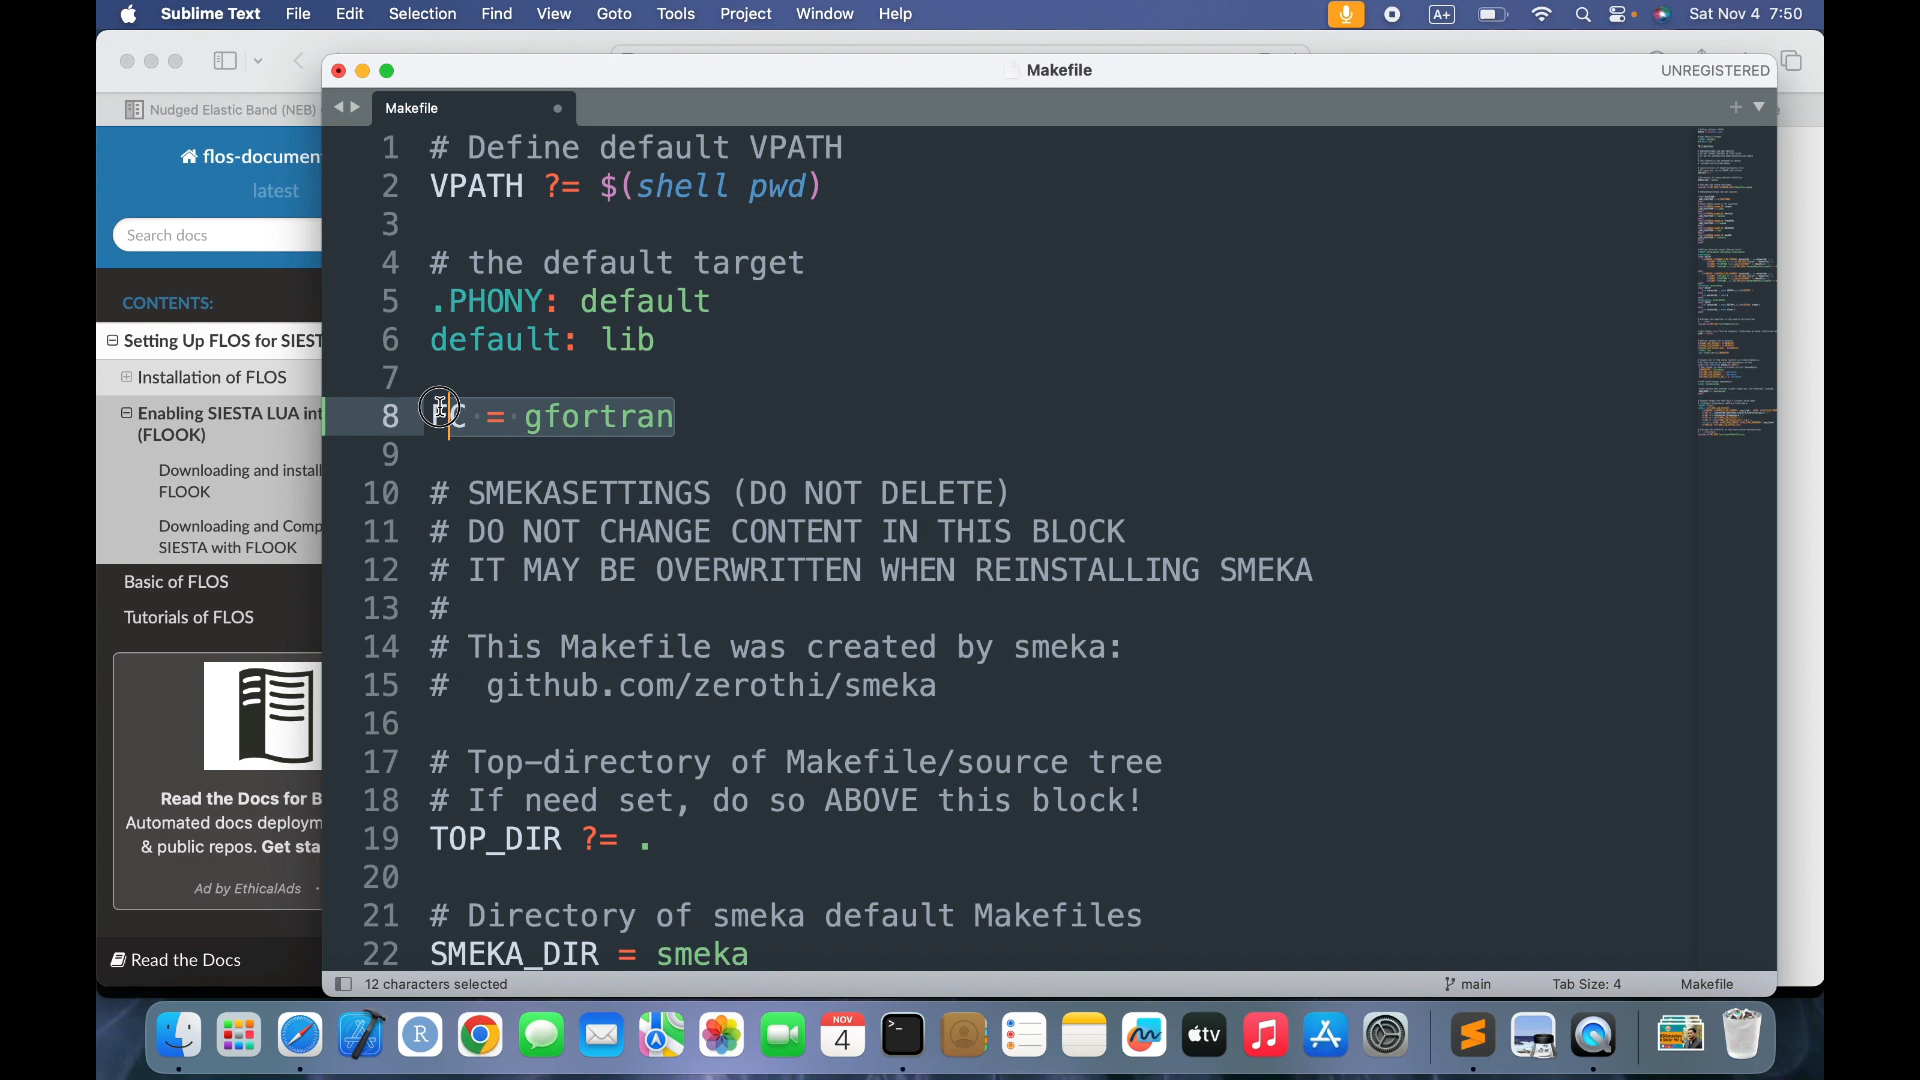 Sublime Text File Edit Selection Find View Goto Tools Project Window Help Sat Nov 4 7:50
Makefile UNREGISTERED
Nudged Elastic Band (NEB)
Makefile
flos-documen
latest
Search docs
CONTENTS:
Setting Up FLOS for SIEST
Installation of FLOS
Enabling SIESTA LUA int
(FLOOK)
Downloading and install
FLOOK
Downloading and Comp
SIESTA with FLOOK
Basic of FLOS
Tutorials of FLOS
Read the Docs for B
Automated docs deploym
& public repos. Get sta
Ad by EthicalAds ·
Read the Docs
1 # Define default VPATH
2 VPATH ?= $(shell pwd)
3
4 # the default target
5 .PHONY: default
6 default: lib
7
8 FC = gfortran
9
10 # SMEKASETTINGS (DO NOT DELETE)
11 # DO NOT CHANGE CONTENT IN THIS BLOCK
12 # IT MAY BE OVERWRITTEN WHEN REINSTALLING SMEKA
13 #
14 # This Makefile was created by smeka:
15 #  github.com/zerothi/smeka
16
17 # Top-directory of Makefile/source tree
18 # If need set, do so ABOVE this block!
19 TOP_DIR ?= .
20
21 # Directory of smeka default Makefiles
22 SMEKA_DIR = smeka
12 characters selected main Tab Size: 4 Makefile
NOV
4
tv